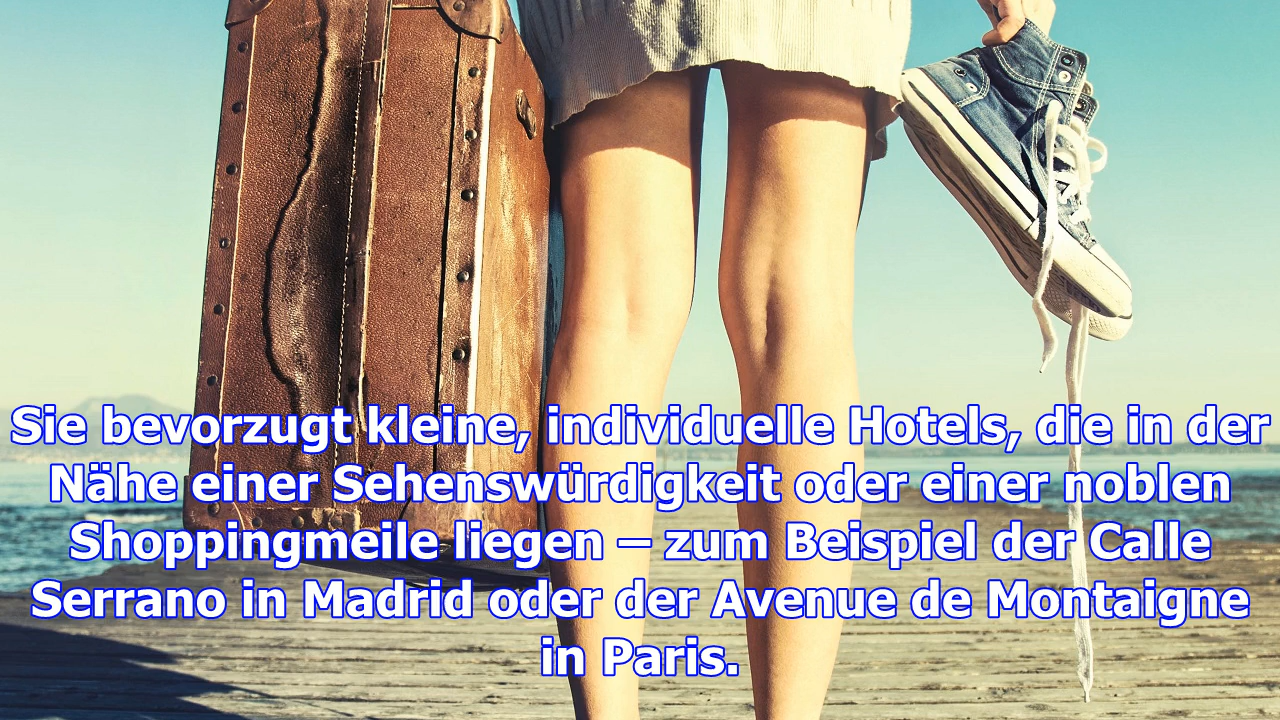 Sie bevorzugt kleine, individuelle Hotels, die in der
Nähe einer Sehenswürdigkeit oder einer noblen
Shoppingmeile liegen – zum Beispiel der Calle
Serrano in Madrid oder der Avenue de Montaigne
in Paris.